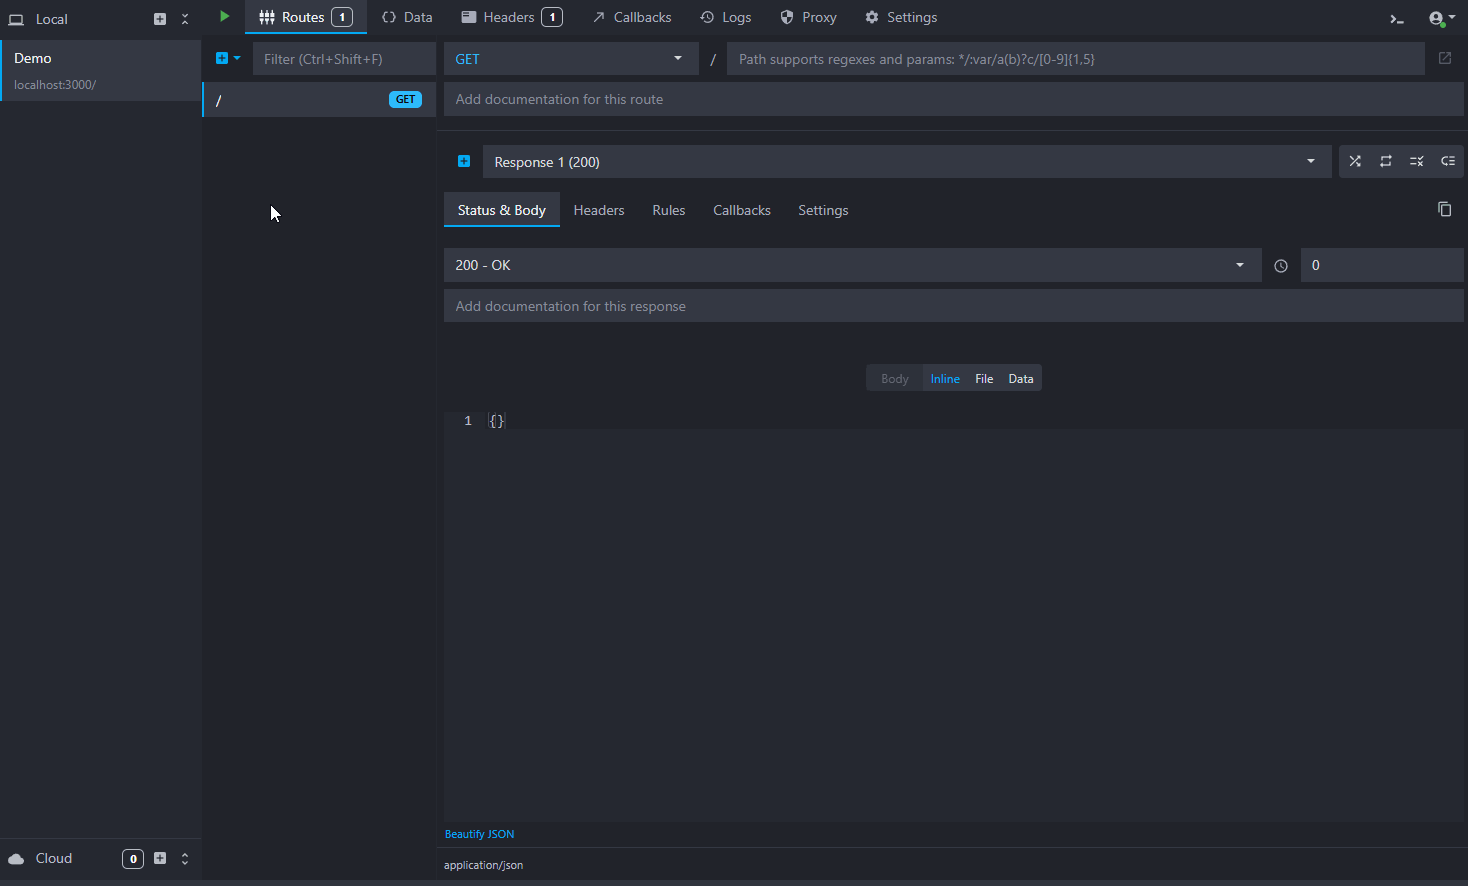 Local
Routes 1
Data
Headers 1
Callbacks
Logs
Proxy
Settings
Demo
localhost:3000/
Filter (Ctrl+Shift+F)
/ GET
GET
/ Path supports regexes and params: */:var/a(b)?c/[0-9]{1,5}
Add documentation for this route
Response 1 (200)
Status & Body
Headers
Rules
Callbacks
Settings
200 - OK
0
Add documentation for this response
Body Inline File Data
1 {}
Beautify JSON
application/json
Cloud 0